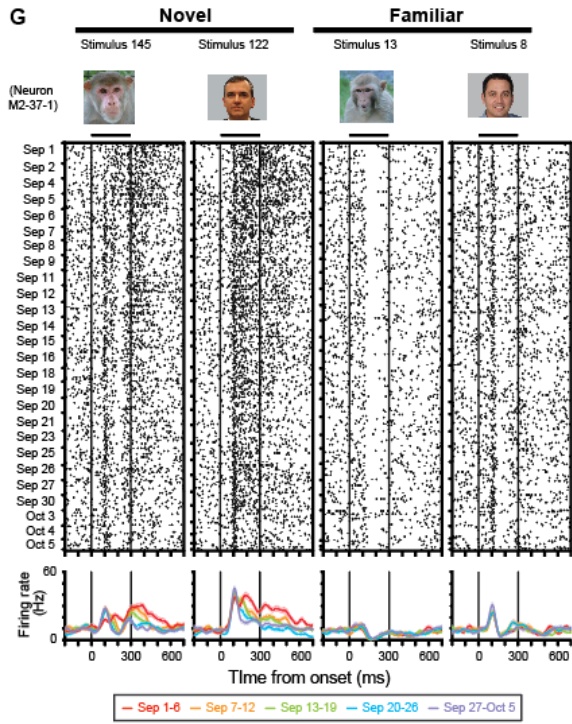 G
Novel
Familiar
Stimulus 145
Stimulus 122
Stimulus 13
Stimulus 8
(Neuron
M2-37-1)
Sep 1
Sep 2
Sep 4
Sep 5
Sep 6
Sep 7
Sep 8
Sep 9
Sep 11
Sep 12
Sep 13
Sep 14
Sep 15
Sep 16
Sep 18
Sep 19
Sep 20
Sep 21
Sep 23
Sep 25
Sep 26
Sep 27
Sep 30
Oct 3
Oct 4
Oct 5
Firing rate
(Hz)
60
0
0 300 600
0 300 600
0 300 600
0 300 600
TIme from onset (ms)
Sep 1-6
Sep 7-12
Sep 13-19
Sep 20-26
Sep 27-Oct 5